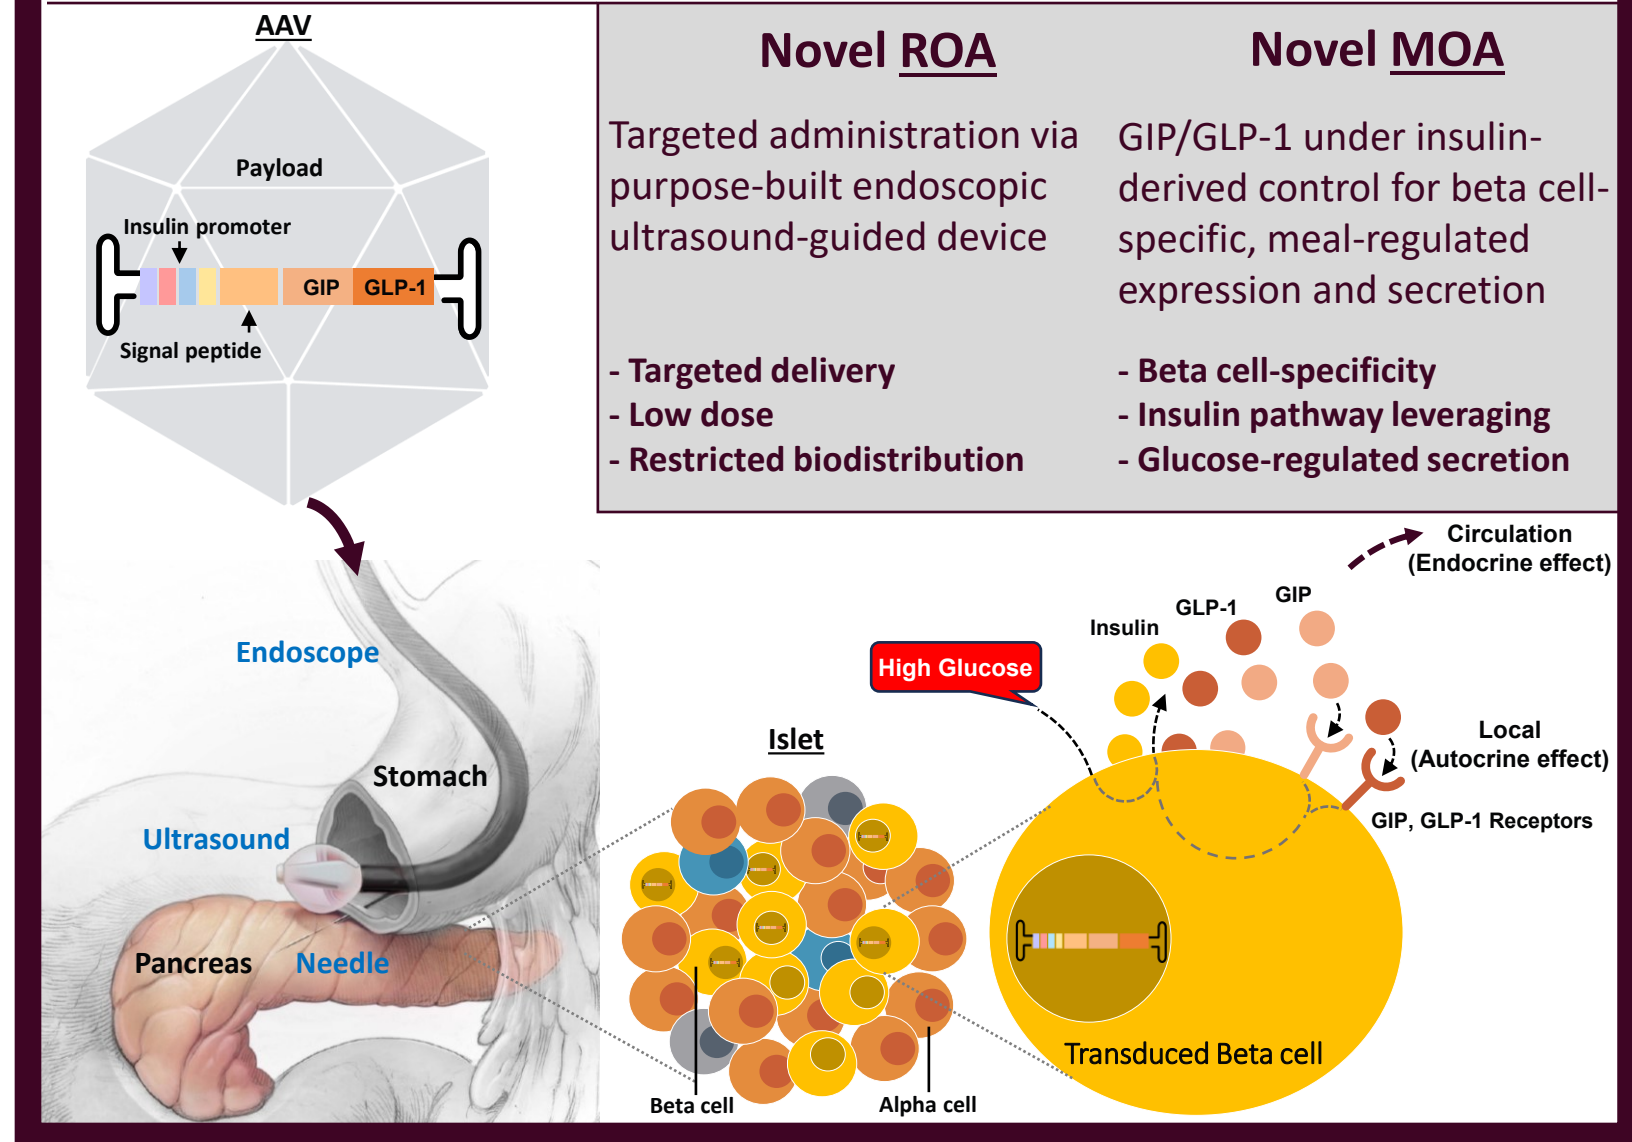 AAV
Payload
Insulin promoter
GIP
GLP-1
Signal peptide
Novel ROA
Targeted administration via
purpose-built endoscopic
ultrasound-guided device
- Targeted delivery
- Low dose
- Restricted biodistribution
Novel MOA
GIP/GLP-1 under insulin-
derived control for beta cell-
specific, meal-regulated
expression and secretion
- Beta cell-specificity
- Insulin pathway leveraging
- Glucose-regulated secretion
Endoscope
Stomach
Ultrasound
Pancreas
Needle
Islet
Beta cell
Alpha cell
High Glucose
Insulin
GLP-1
GIP
Circulation
(Endocrine effect)
Local
(Autocrine effect)
GIP, GLP-1 Receptors
Transduced Beta cell